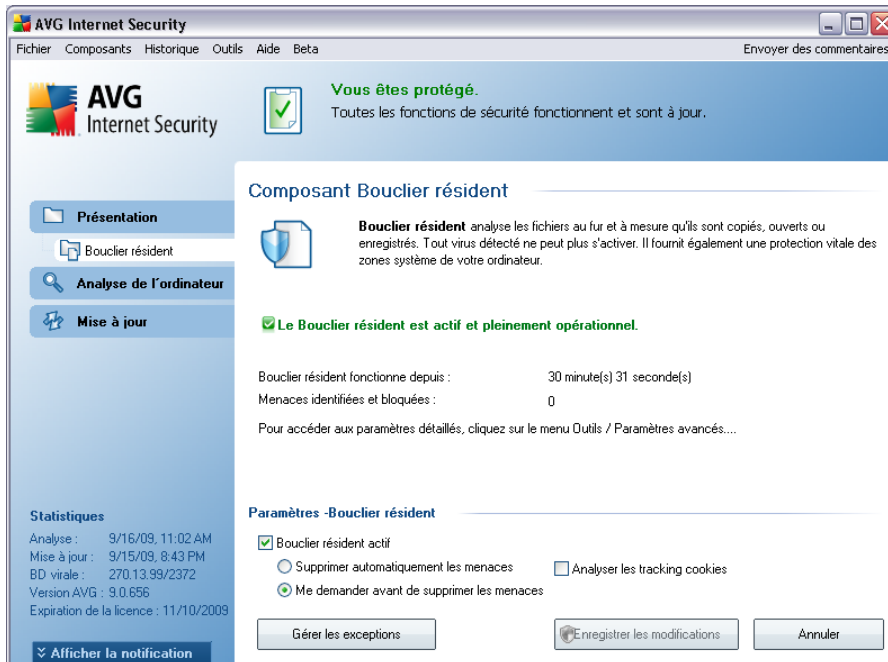 AVG Internet Security
Fichier Composants Historique Outils Aide Beta Envoyer des commentaires
AVG
Internet Security
Vous êtes protégé.
Toutes les fonctions de sécurité fonctionnent et sont à jour.
Présentation
Bouclier résident
Analyse de l'ordinateur
Mise à jour
Composant Bouclier résident
Bouclier résident analyse les fichiers au fur et à mesure qu'ils sont copiés, ouverts ou
enregistrés. Tout virus détecté ne peut plus s'activer. Il fournit également une protection vitale des
zones système de votre ordinateur.
Le Bouclier résident est actif et pleinement opérationnel.
Bouclier résident fonctionne depuis : 30 minute(s) 31 seconde(s)
Menaces identifiées et bloquées : 0
Pour accéder aux paramètres détaillés, cliquez sur le menu Outils / Paramètres avancés....
Statistiques
Analyse : 9/16/09, 11:02 AM
Mise à jour : 9/15/09, 8:43 PM
BD virale : 270.13.99/2372
Version AVG : 9.0.656
Expiration de la licence : 11/10/2009
Afficher la notification
Paramètres -Bouclier résident
Bouclier résident actif
Supprimer automatiquement les menaces
Analyser les tracking cookies
Me demander avant de supprimer les menaces
Gérer les exceptions
Enregistrer les modifications
Annuler